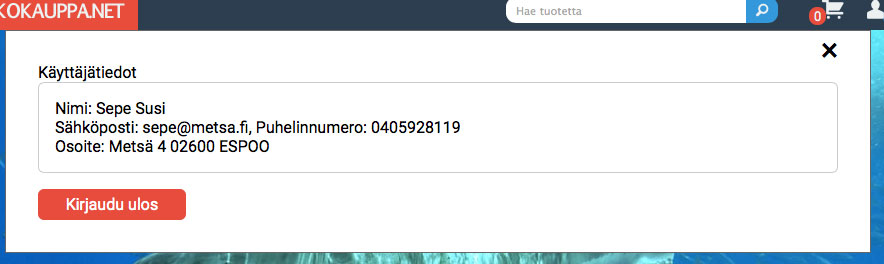 KOKAUPPA.NET
Hae tuotetta
0
Käyttäjätiedot
Nimi: Sepe Susi
Sähköposti: sepe@metsa.fi, Puhelinnumero: 0405928119
Osoite: Metsä 4 02600 ESPOO
Kirjaudu ulos